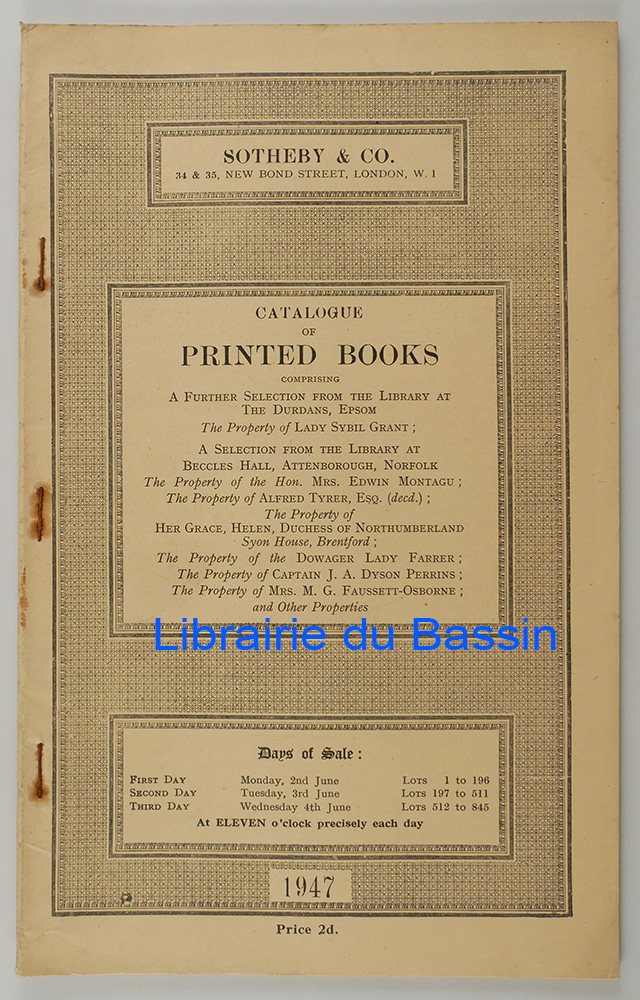 SOTHEBY & CO.
34 & 35, NEW BOND STREET, LONDON, W. 1
CATALOGUE
OF
PRINTED BOOKS
COMPRISING
A FURTHER SELECTION FROM THE LIBRARY AT
THE DURDANS, EPSOM
The Property of LADY SYBIL GRANT ;
A SELECTION FROM THE LIBRARY AT
BECCLES HALL, ATTENBOROUGH, NORFOLK
The Property of the Hon. MRS. EDWIN MONTAGU ;
The Property of ALFRED TYRER, ESQ. (decd.) ;
The Property of
HER GRACE, HELEN, DUCHESS OF NORTHUMBERLAND
Syon House, Brentford ;
The Property of the DOWAGER LADY FARRER ;
The Property of CAPTAIN J. A. DYSON PERRINS ;
The Property of MRS. M. G. FAUSSETT-OSBORNE ;
and Other Properties
Librairie du Bassin
Days of Sale :
FIRST DAY Monday, 2nd June LOTS 1 to 196
SECOND DAY Tuesday, 3rd June LOTS 197 to 511
THIRD DAY Wednesday 4th June LOTS 512 to 845
At ELEVEN o'clock precisely each day
1947
Price 2d.